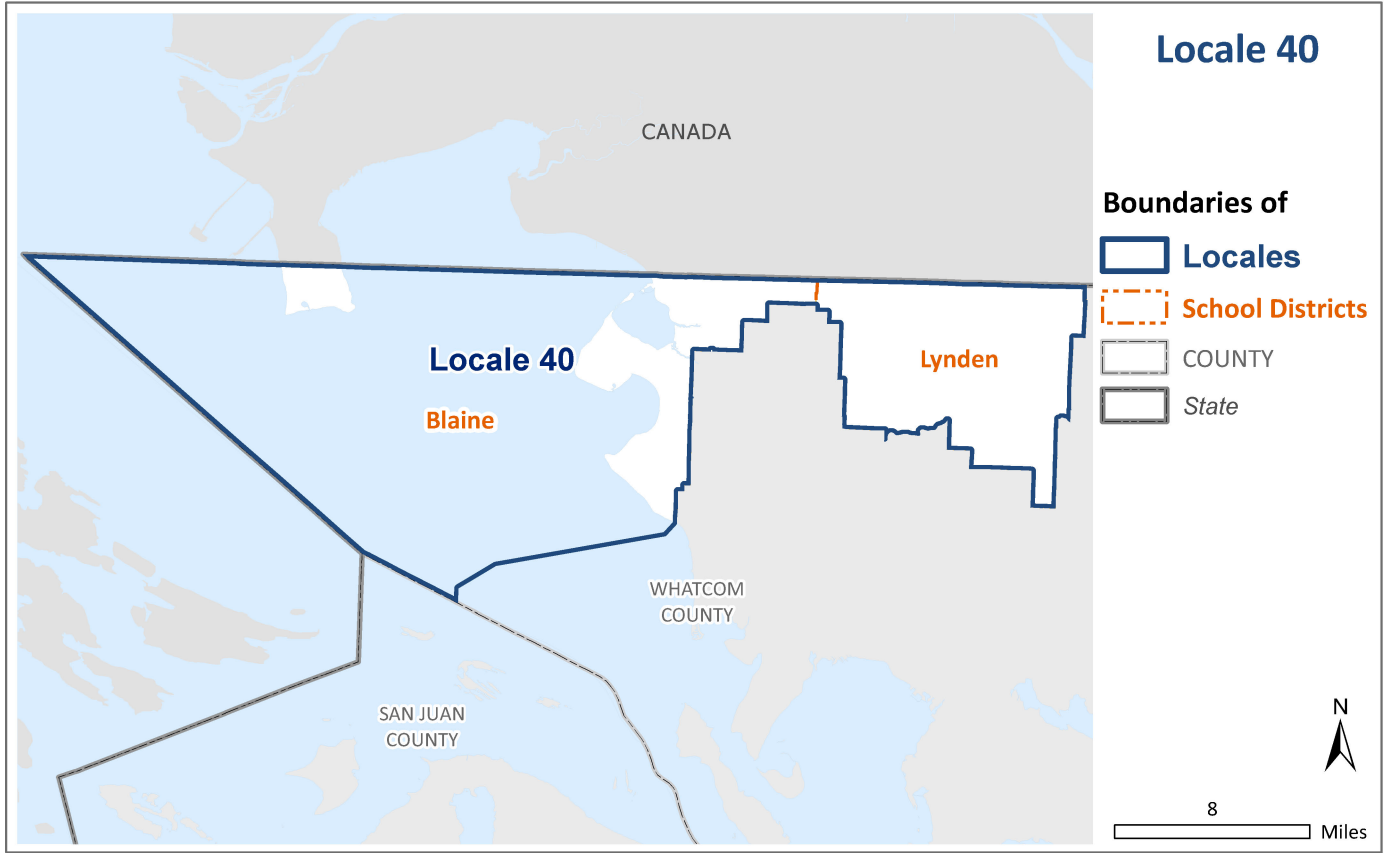 Locale 40
CANADA
Boundaries of
Locales
School Districts
COUNTY
State
Locale 40
Blaine
Lynden
WHATCOM
COUNTY
SAN JUAN
COUNTY
N
8
Miles